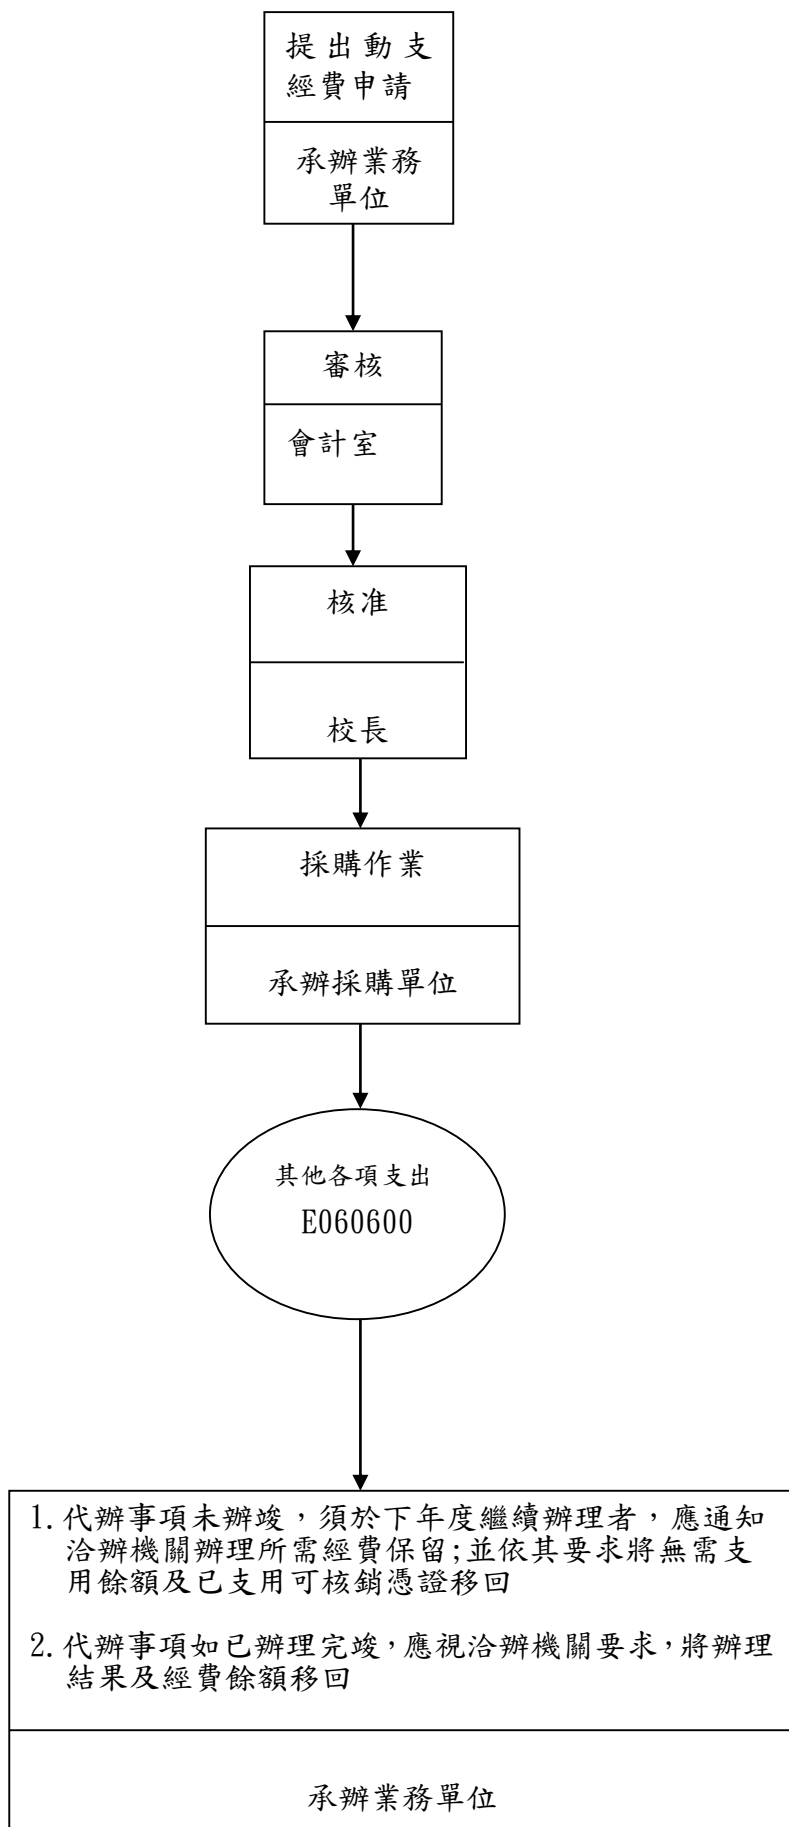 提出動支
經費申請
承辦業務
單位
審核
會計室
核准
校長
採購作業
承辦採購單位
其他各項支出
E060600
1.代辦事項未辦竣，須於下年度繼續辦理者，應通知
洽辦機關辦理所需經費保留;並依其要求將無需支
用餘額及已支用可核銷憑證移回
2.代辦事項如已辦理完竣，應視洽辦機關要求，將辦理
結果及經費餘額移回
承辦業務單位